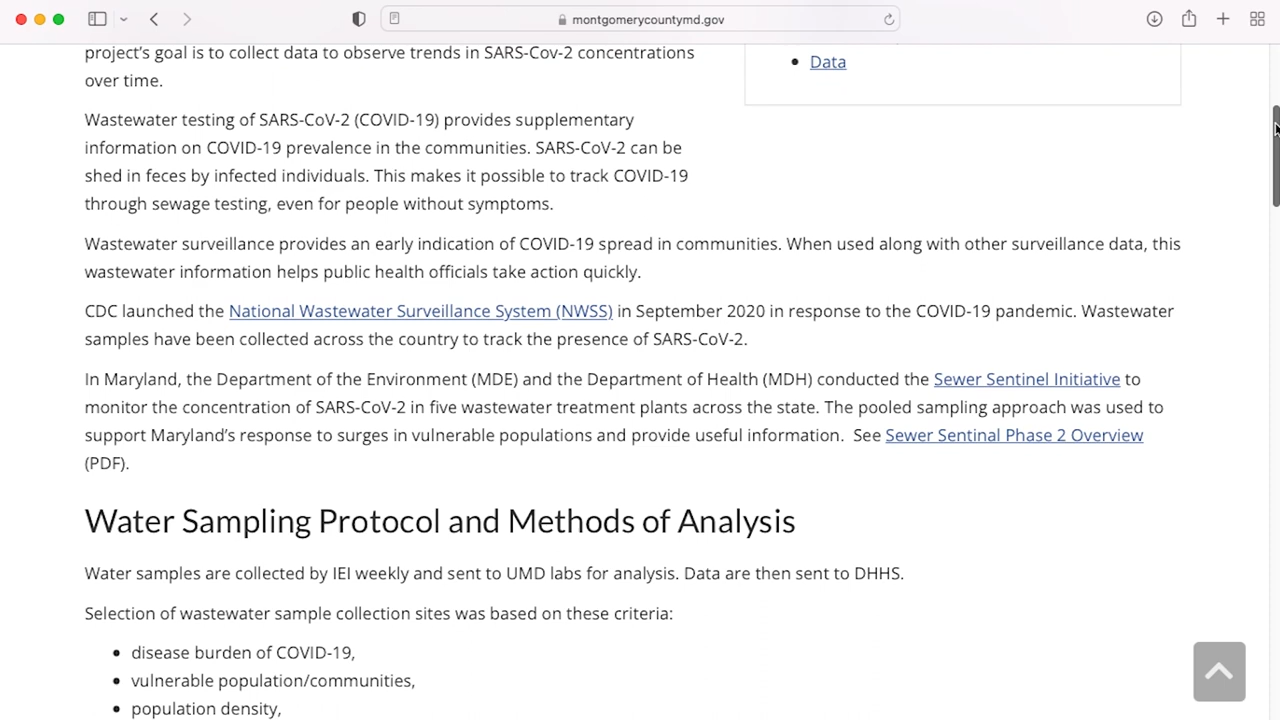 montgomerycountymd.gov
project's goal is to collect data to observe trends in SARS-Cov-2 concentrations
over time.
Data
Wastewater testing of SARS-CoV-2 (COVID-19) provides supplementary
information on COVID-19 prevalence in the communities. SARS-CoV-2 can be
shed in feces by infected individuals. This makes it possible to track COVID-19
through sewage testing, even for people without symptoms.
Wastewater surveillance provides an early indication of COVID-19 spread in communities. When used along with other surveillance data, this
wastewater information helps public health officials take action quickly.
CDC launched the National Wastewater Surveillance System (NWSS) in September 2020 in response to the COVID-19 pandemic. Wastewater
samples have been collected across the country to track the presence of SARS-CoV-2.
In Maryland, the Department of the Environment (MDE) and the Department of Health (MDH) conducted the Sewer Sentinel Initiative to
monitor the concentration of SARS-CoV-2 in five wastewater treatment plants across the state. The pooled sampling approach was used to
support Maryland's response to surges in vulnerable populations and provide useful information.  See Sewer Sentinal Phase 2 Overview
(PDF).
Water Sampling Protocol and Methods of Analysis
Water samples are collected by IEI weekly and sent to UMD labs for analysis. Data are then sent to DHHS.
Selection of wastewater sample collection sites was based on these criteria:
• disease burden of COVID-19,
• vulnerable population/communities,
• population density,